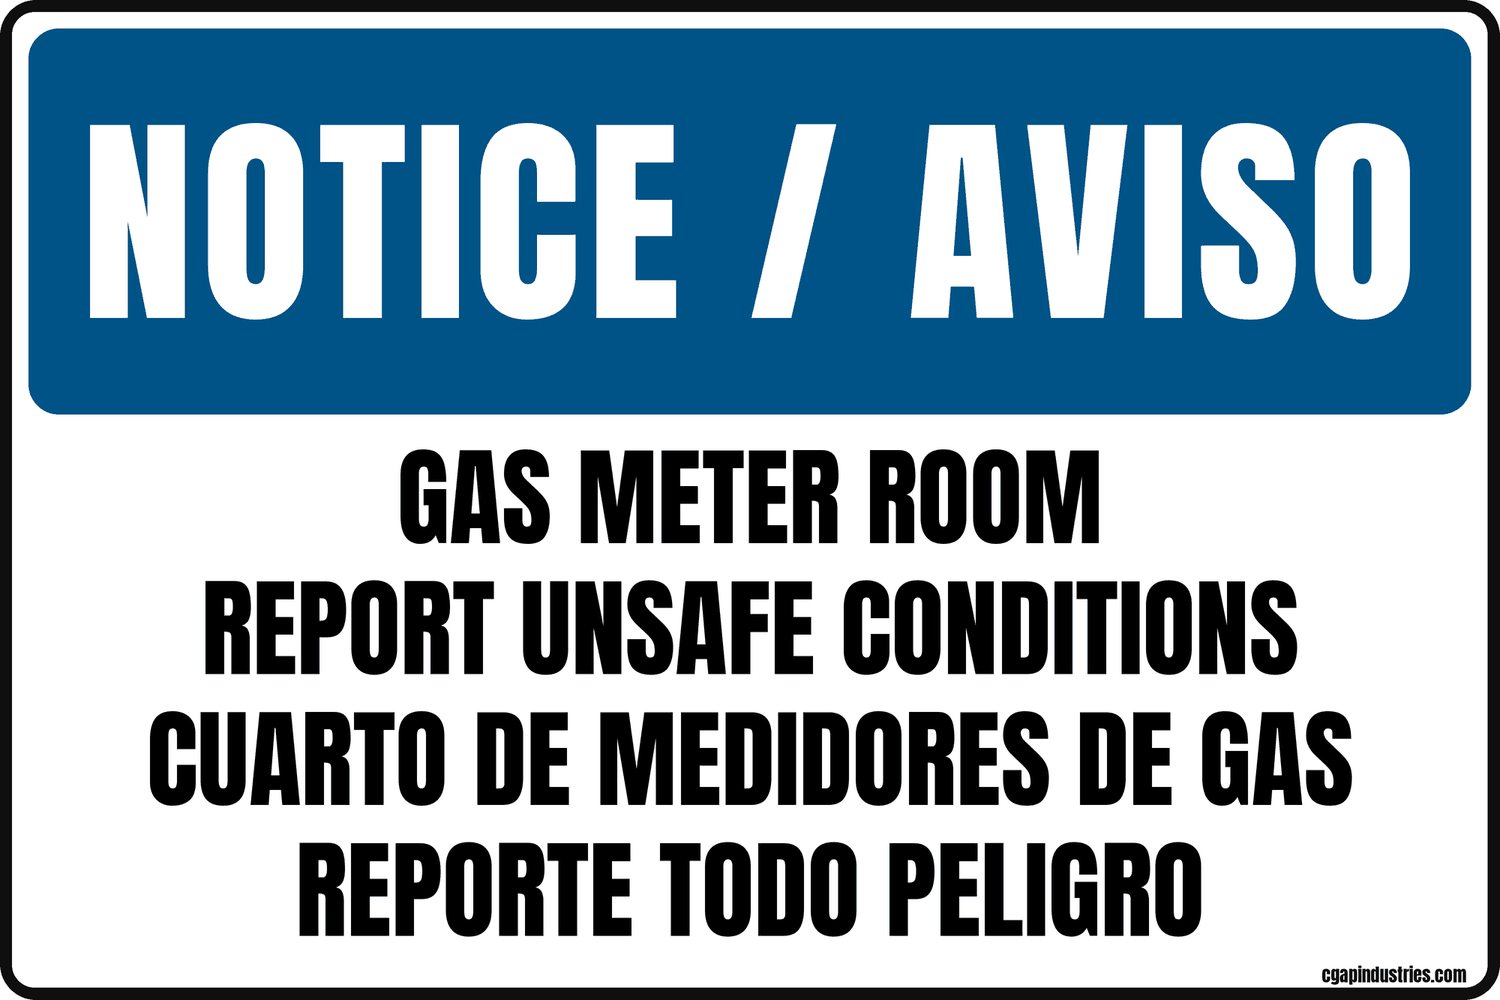 NOTICE / AVISO
GAS METER ROOM
REPORT UNSAFE CONDITIONS
CUARTO DE MEDIDORES DE GAS
REPORTE TODO PELIGRO
cgapindustries.com